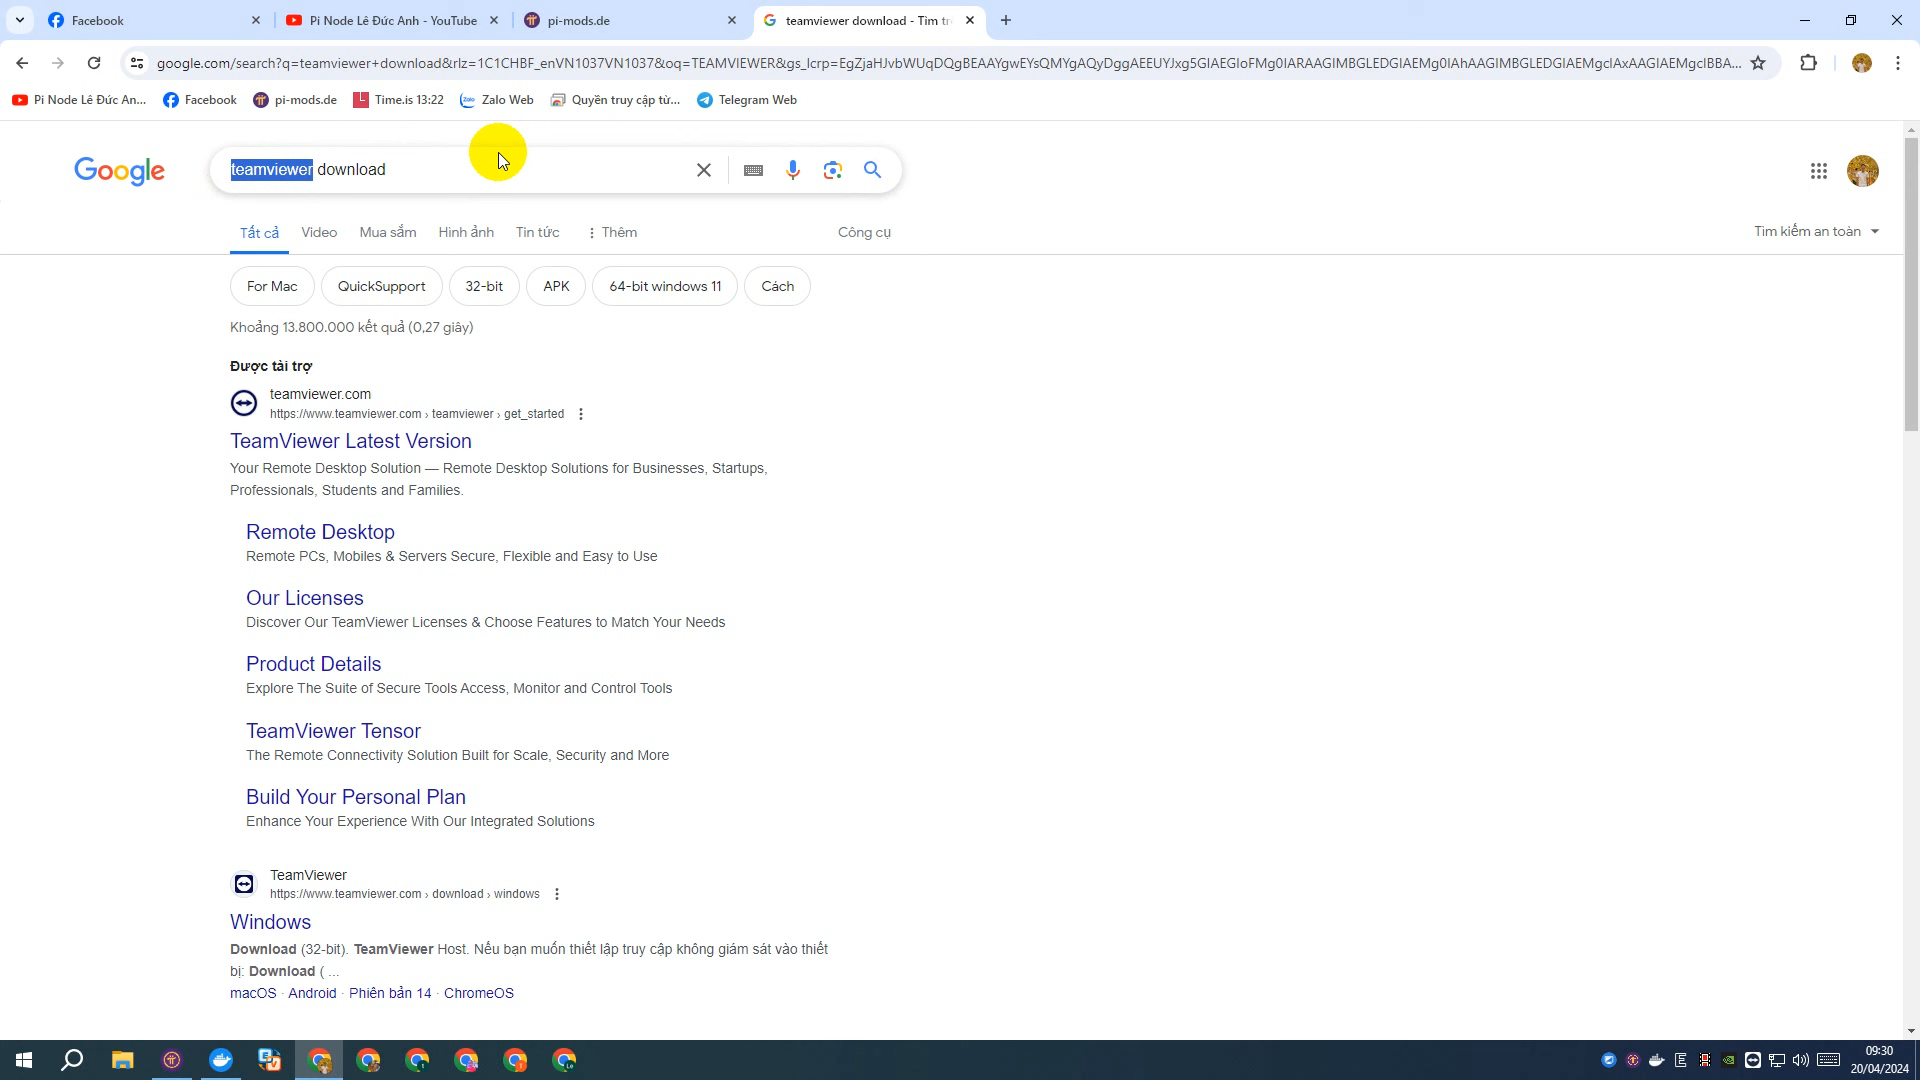 Facebook
Pi Node Lê Đức Anh - YouTube
pi-mods.de
teamviewer download - Tìm tr
google.com/search?q=teamviewer+download&rlz=1C1CHBF_enVN1037VN1037&oq=TEAMVIEWER&gs_lcrp=EgZjaHJvbWUqDQgBEAAYgwEYsQMYgAQyDggAEEUYJxg5GIAEGIoFMg0IARAAGIMBGLEDGIAEMg0IAhAAGIMBGLEDGIAEMgcIAxAAGIAEMgcIBBA...
Pi Node Lê Đức An...
Facebook
pi-mods.de
Time.is 13:22
Zalo Web
Quyền truy cập từ...
Telegram Web
Google
teamviewer download
Tất cả
Video
Mua sắm
Hình ảnh
Tin tức
Thêm
Công cụ
Tìm kiếm an toàn
For Mac
QuickSupport
32-bit
APK
64-bit windows 11
Cách
Khoảng 13.800.000 kết quả (0,27 giây)
Được tài trợ
teamviewer.com
https://www.teamviewer.com › teamviewer › get_started
TeamViewer Latest Version
Your Remote Desktop Solution — Remote Desktop Solutions for Businesses, Startups,
Professionals, Students and Families.
Remote Desktop
Remote PCs, Mobiles & Servers Secure, Flexible and Easy to Use
Our Licenses
Discover Our TeamViewer Licenses & Choose Features to Match Your Needs
Product Details
Explore The Suite of Secure Tools Access, Monitor and Control Tools
TeamViewer Tensor
The Remote Connectivity Solution Built for Scale, Security and More
Build Your Personal Plan
Enhance Your Experience With Our Integrated Solutions
TeamViewer
https://www.teamviewer.com › download › windows
Windows
Download (32-bit). TeamViewer Host. Nếu bạn muốn thiết lập truy cập không giám sát vào thiết
bị: Download ( ...
macOS · Android · Phiên bản 14 · ChromeOS
09:30
20/04/2024